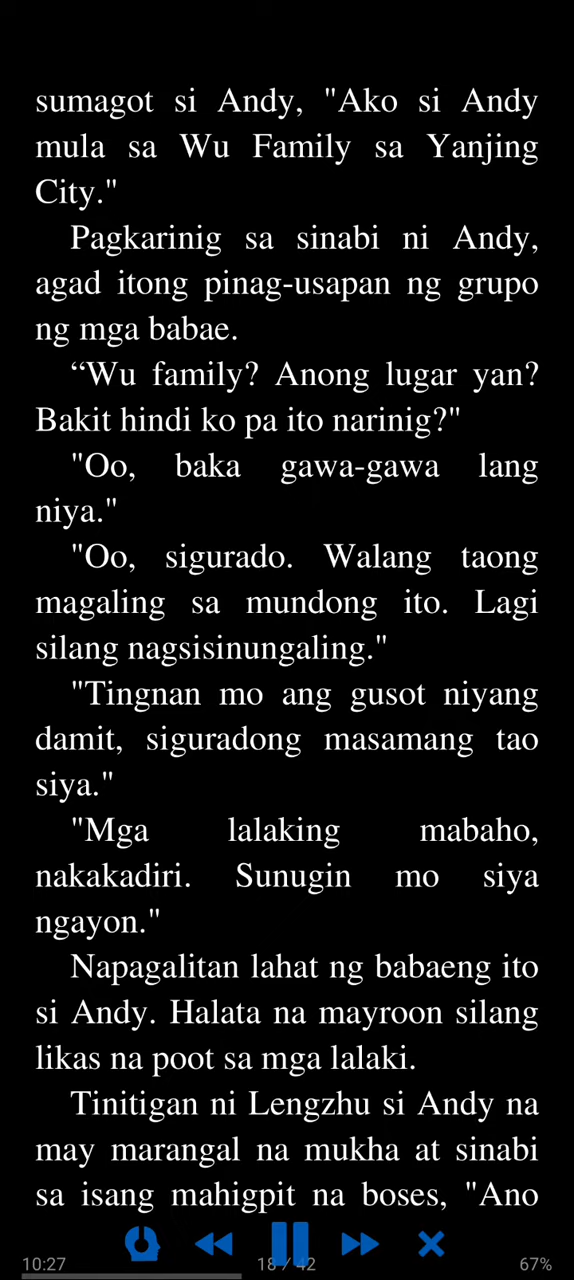 sumagot si Andy, "Ako si Andy
mula sa Wu Family sa Yanjing
City."
Pagkarinig sa sinabi ni Andy,
agad itong pinag-usapan ng grupo
ng mga babae.
“Wu family? Anong lugar yan?
Bakit hindi ko pa ito narinig?"
"Oo, baka gawa-gawa lang
niya."
"Oo, sigurado. Walang taong
magaling sa mundong ito. Lagi
silang nagsisinungaling."
"Tingnan mo ang gusot niyang
damit, siguradong masamang tao
siya."
"Mga lalaking mabaho,
nakakadiri. Sunugin mo siya
ngayon."
Napagalitan lahat ng babaeng ito
si Andy. Halata na mayroon silang
likas na poot sa mga lalaki.
Tinitigan ni Lengzhu si Andy na
may marangal na mukha at sinabi
sa isang mahigpit na boses, "Ano
10:27 18 / 42 67%